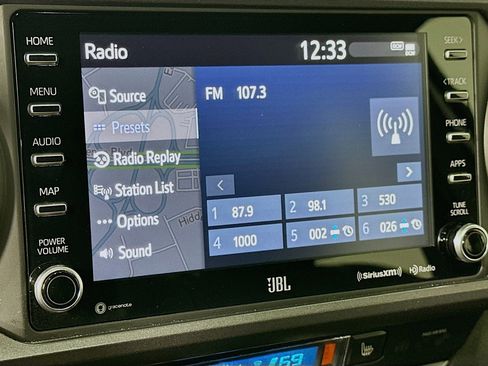 HOME
MENU
AUDIO
MAP
POWER
VOLUME
Radio
12:33
Source
Presets
Radio Replay
Station List
Options
Sound
FM 107.3
1 87.9
2 98.1
3 530
4 1000
5 002
6 026
SEEK>
<TRACK
PHONE
APPS
TUNE
SCROLL
gracenote
JBL
SiriusXM
HD Radio